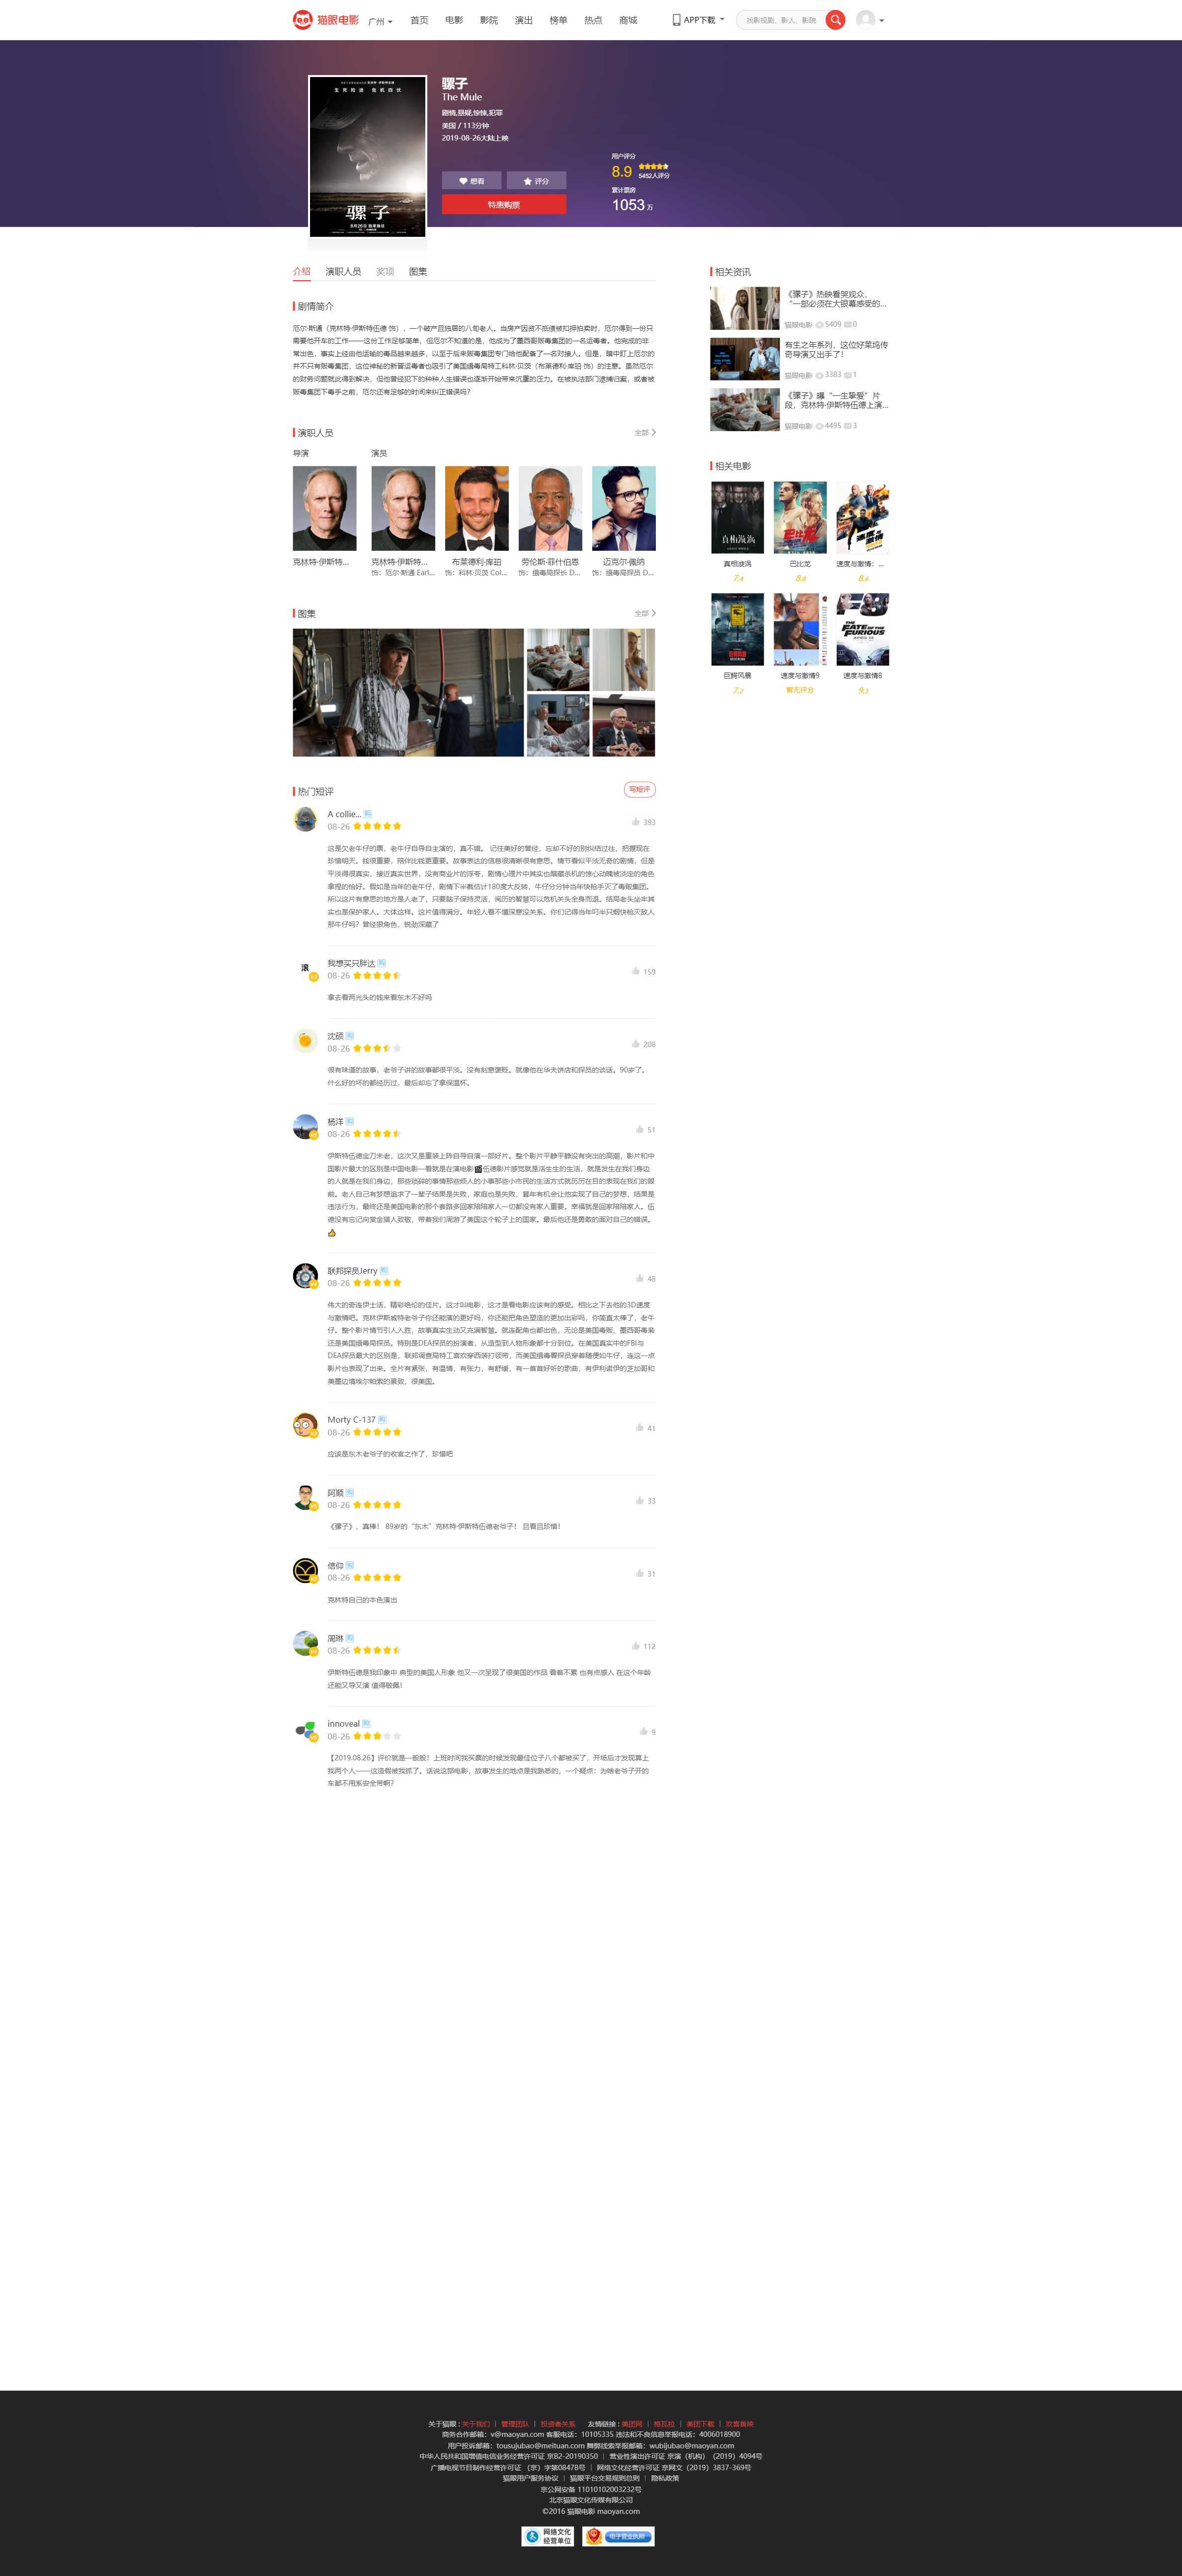 猫眼电影 广州 首页 电影 影院 演出 榜单 热点 商城 APP下载 找影视剧、影人、影院
骡子
The Mule
剧情,悬疑,惊悚,犯罪
美国 / 113分钟
2019-08-26大陆上映
用户评分
8.9
5452人评分
想看 评分
累计票房
1053 万
特惠购票
骡子
8月26日
介绍 演职人员 奖项 图集
剧情简介
厄尔·斯通（克林特·伊斯特伍德 饰），一个破产且独居的八旬老人。当房产因资不抵债被扣押拍卖时，厄尔得到一份只
需要他开车的工作——这份工作足够简单，但厄尔不知道的是，他成为了墨西哥贩毒集团的一名运毒者。他完成的非
常出色，事实上经由他运输的毒品越来越多，以至于后来贩毒集团专门给他配备了一名对接人。但是，暗中盯上厄尔的
并不只有贩毒集团，这位神秘的新晋运毒者也吸引了美国缉毒局特工科林·贝茨（布莱德利·库珀 饰）的注意。虽然厄尔
的财务问题就此得到解决，但他曾经犯下的种种人生错误也逐渐开始带来沉重的压力。在被执法部门逮捕归案，或者被
贩毒集团下毒手之前，厄尔还有足够的时间来纠正错误吗？
演职人员 全部
导演 演员
克林特·伊斯特... 克林特·伊斯特... 布莱德利·库珀 劳伦斯·菲什伯恩 迈克尔·佩纳
饰：厄尔·斯通 Earl... 饰：科林·贝茨 Col... 饰：缉毒局探长 D... 饰：缉毒局探员 D...
图集 全部
热门短评 写短评
A collie... 购
08-26 393
这是欠老牛仔的票，老牛仔自导自主演的，真不错。 记住美好的曾经，忘却不好的别纠结过往，把握现在
珍惜明天。钱很重要，陪伴比钱更重要。故事表达的信息很清晰很有意思。情节看似平淡无奇的剧情，但是
平淡得很真实，接近真实世界，没有商业片的浮夸，剧情心理片中其实也暗藏杀机的惊心动魄被淡定的角色
拿捏的恰好。假如是当年的老牛仔，剧情下半截估计180度大反转，牛仔分分钟当年快枪手灭了毒贩集团。
所以这片有意思的地方是人老了，只要脑子保持灵活，阅历的智慧可以危机关头全身而退。结局老头坐牢其
实也是保护家人。大体这样。这片值得满分。年轻人看不懂深意没关系。你们记得当年叼半只烟快枪灭敌人
那牛仔吗？曾经狠角色，锐劲深藏了
我想买只胖达 购
08-26 159
拿去看两光头的钱来看东木不好吗
沈硕 购
08-26 208
很有味道的故事，老爷子讲的故事都很平淡。没有刻意褒贬。就像他在华夫饼店和探员的谈话。90岁了。
什么好的坏的都经历过，最后却忘了拿保温杯。
杨洋 购
08-26 51
伊斯特伍德宝刀未老，这次又是重装上阵自导自演一部好片。整个影片平静平静没有突出的高潮，影片和中
国影片最大的区别是中国电影一看就是在演电影🎬伍德影片感觉就是活生生的生活，就是发生在我们身边
的人就是在我们身边，那些琐碎的事情那些烦人的小事那些小市民的生活方式就历历在目的表现在我们的眼
前。老人自己有梦想追求了一辈子结果是失败，家庭也是失败，暮年有机会让他实现了自己的梦想，结果是
违法行为，最终还是美国电影的那个套路多回家陪陪家人一切都没有家人重要。幸福就是回家陪陪家人。伍
德没有忘记向赏金猎人致敬，带着我们周游了美国这个轮子上的国家。最后他还是勇敢的面对自己的错误。
👍
联邦探员Jerry 购
08-26 48
伟大的奇连伊士活，精彩绝伦的佳片。这才叫电影，这才是看电影应该有的感受。相比之下去他的3D速度
与激情吧。克林伊斯威特老爷子你还能演的更好吗，你还能把角色塑造的更加出彩吗，你简直太棒了，老牛
仔。整个影片情节引人入胜，故事真实生动又充满智慧。就连配角也都出色，无论是美国毒贩，墨西哥毒枭
还是美国缉毒局探员。特别是DEA探员的扮演者，从造型到人物形象都十分到位。在美国真实中的FBI与
DEA探员最大的区别是，联邦调查局特工喜欢穿西装打领带，而美国缉毒署探员穿着随便如牛仔，连这一点
影片也表现了出来。全片有紧张，有温情，有张力，有舒缓，有一首首好听的歌曲，有伊利诺伊的芝加哥和
美墨边境埃尔帕索的景致，很美国。
Morty C-137 购
08-26 41
应该是东木老爷子的收官之作了，珍惜吧
阿顺 购
08-26 33
《骡子》，真棒！ 89岁的“东木”克林特·伊斯特伍德老爷子！ 且看且珍惜！
信仰 购
08-26 31
克林特自己的本色演出
周琳 购
08-26 112
伊斯特伍德是我印象中 典型的美国人形象 他又一次呈现了很美国的作品 看着不累 也有点感人 在这个年龄
还能又导又演 值得敬佩！
innoveal 购
08-26 9
【2019.08.26】评价就是一般般！上班时间我买票的时候发现最佳位子八个都被买了，开场后才发现算上
我两个人——这造假被我抓了。话说这部电影，故事发生的地点是我熟悉的，一个疑点：为啥老爷子开的
车都不用系安全带啊？
相关资讯
《骡子》热映看哭观众，
“一部必须在大银幕感受的...
猫眼电影 5409 0
有生之年系列，这位好莱坞传
奇导演又出手了！
猫眼电影 3383 1
《骡子》曝“一生挚爱”片
段，克林特·伊斯特伍德上演...
猫眼电影 4495 3
相关电影
真相漩涡 巴比龙 速度与激情：...
7.4 8.8 8.6
THE FATE OF THE FURIOUS
巨鳄风暴 速度与激情9 速度与激情8
7.2 暂无评分 9.3
关于猫眼 : 关于我们 | 管理团队 | 投资者关系 友情链接 : 美团网 | 格瓦拉 | 美团下载 | 欢喜首映
商务合作邮箱：v@maoyan.com 客服电话：10105335 违法和不良信息举报电话：4006018900
用户投诉邮箱：tousujubao@meituan.com 舞弊线索举报邮箱：wubijubao@maoyan.com
中华人民共和国增值电信业务经营许可证 京B2-20190350 | 营业性演出许可证 京演（机构）（2019）4094号
广播电视节目制作经营许可证 （京）字第08478号 | 网络文化经营许可证 京网文（2019）3837-369号
猫眼用户服务协议 | 猫眼平台交易规则总则 | 隐私政策
京公网安备 11010102003232号
北京猫眼文化传媒有限公司
©2016 猫眼电影 maoyan.com
网络文化
经营单位
电子营业执照